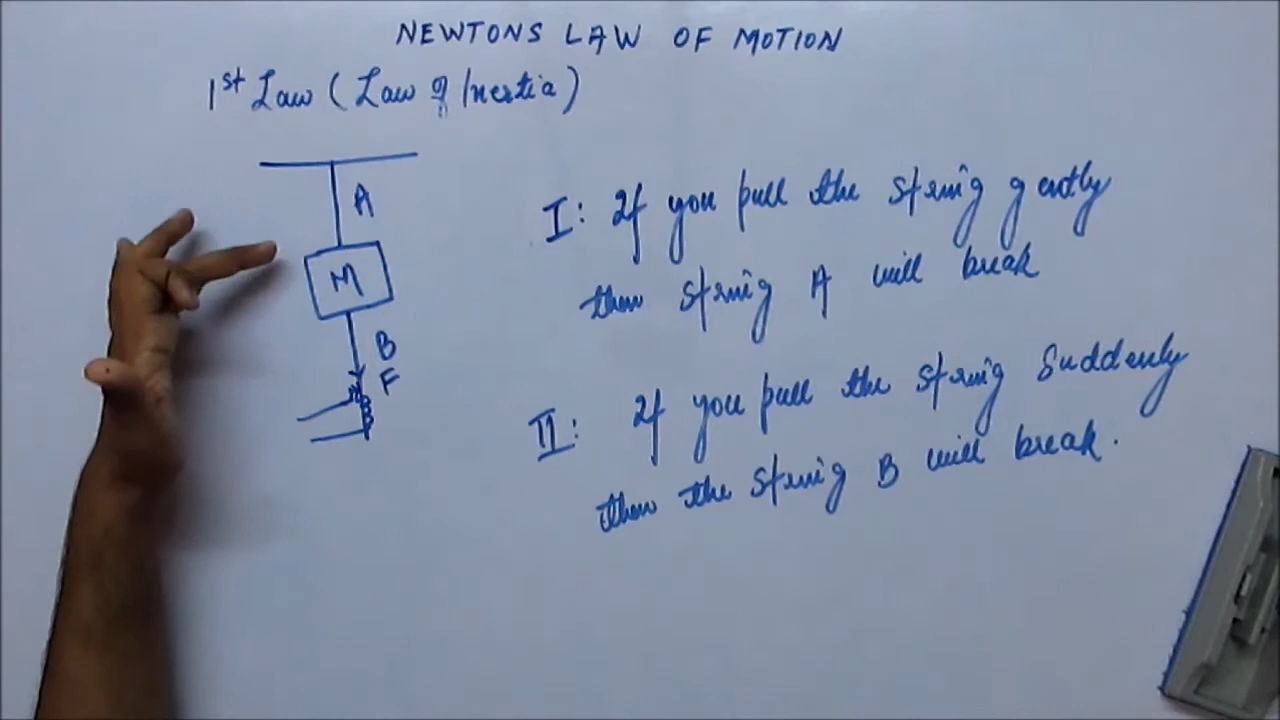 NEWTONS LAW OF MOTION
1st Law (Law of Inertia)
A
M
B
F
I: If you pull the string gently
then string A will break
II: If you pull the string Suddenly
then the string B will break.